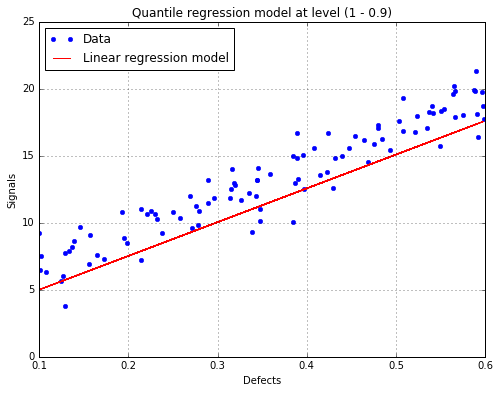 Quantile regression model at level (1 - 0.9)
25
20
15
10
5
0
Signals
Data
Linear regression model
0.1
0.2
0.3
0.4
0.5
0.6
Defects